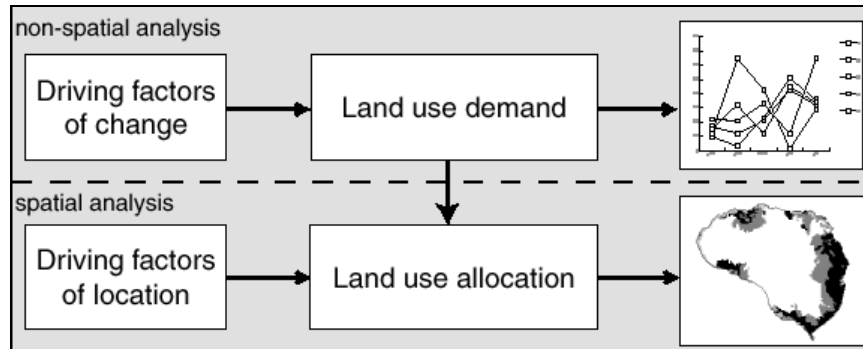 non-spatial analysis
Driving factors
of change
Land use demand
spatial analysis
Driving factors
of location
Land use allocation